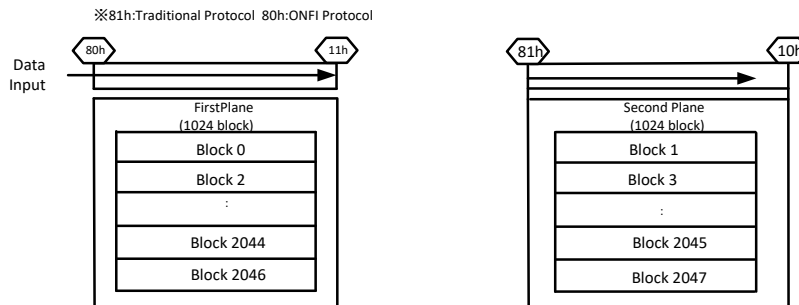 ※81h:Traditional Protocol 80h:ONFI Protocol
80h
11h
Data
Input
FirstPlane
(1024 block)
Block 0
Block 2
:
Block 2044
Block 2046
81h
10h
Second Plane
(1024 block)
Block 1
Block 3
:
Block 2045
Block 2047